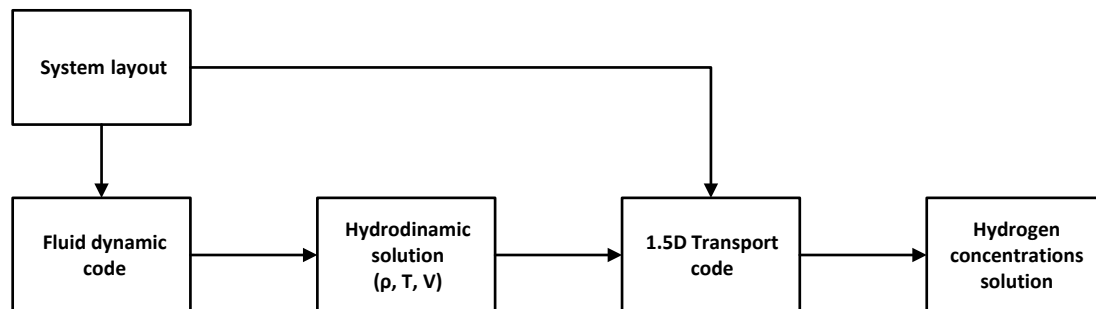 System layout
Fluid dynamic
code
Hydrodinamic
solution
(ρ, T, V)
1.5D Transport
code
Hydrogen
concentrations
solution